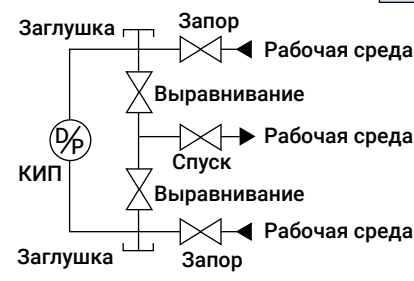 Запор
Заглушка
Рабочая среда
Выравнивание
D/P
Рабочая среда
Спуск
КИП
Выравнивание
Рабочая среда
Заглушка
Запор